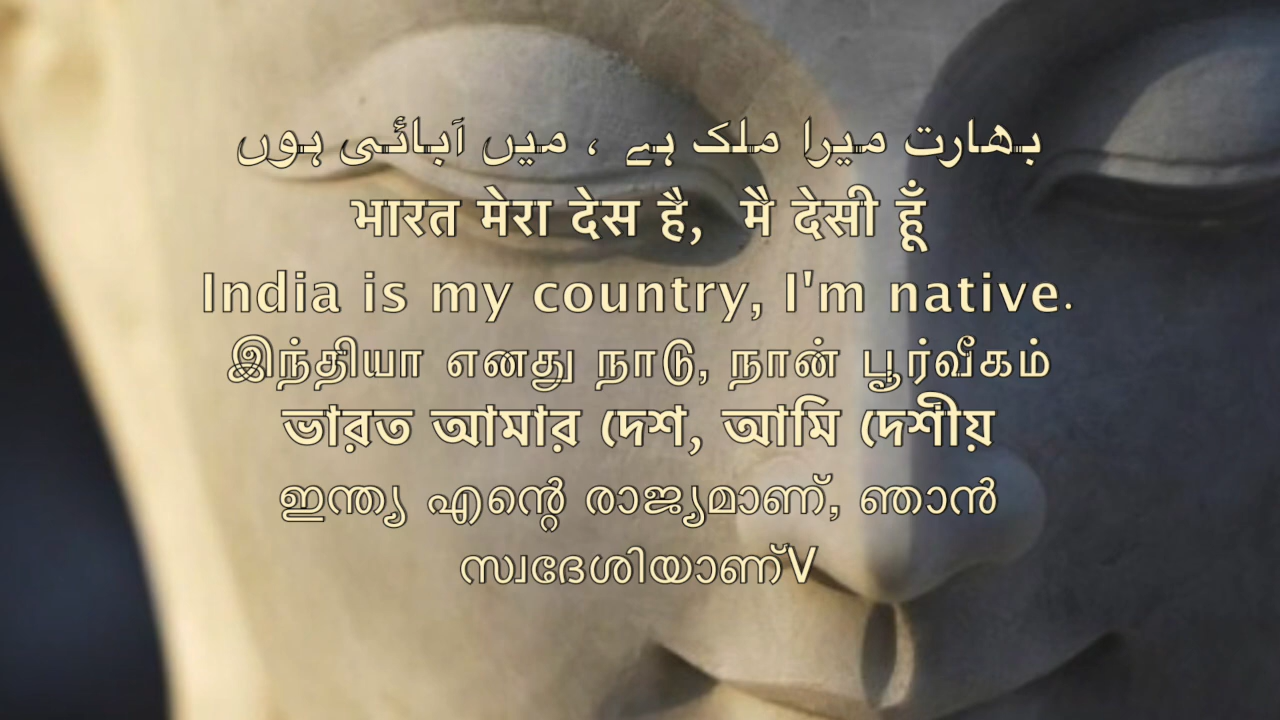 بھارت میرا ملک ہے ، میں آبائی ہوں
भारत मेरा देस है, मै देसी हूँ
India is my country, I'm native.
இந்தியா எனது நாடு, நான் பூர்வீகம்
ভারত আমার দেশ, আমি দেশীয়
ഇന്ത്യ എന്റെ രാജ്യമാണ്, ഞാൻ
സ്വദേശിയാണ്V